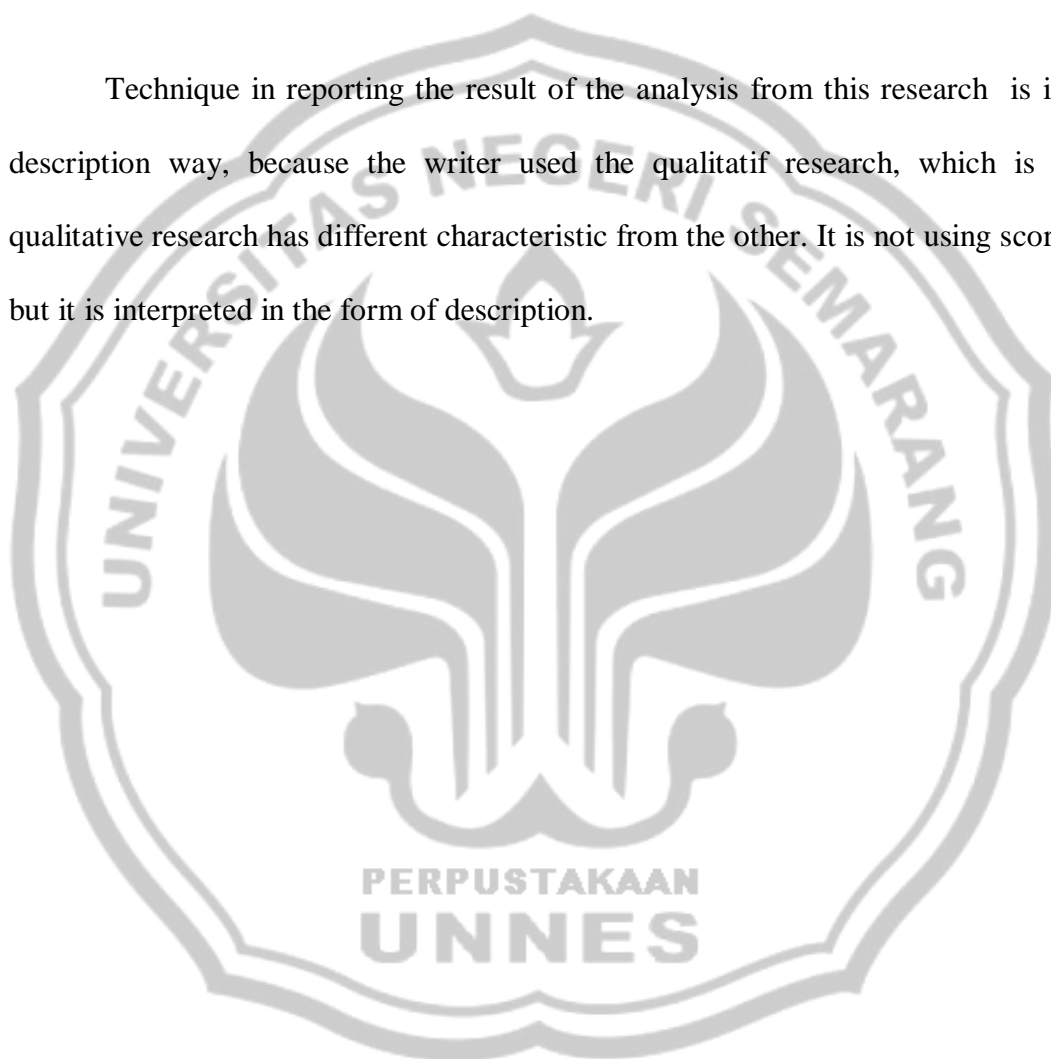 Technique in reporting the result of the analysis from this research is i
description way, because the writer used the qualitatif research, which is
qualitative research has different characteristic from the other. It is not using scor
but it is interpreted in the form of description.
UNIVERSITAS NEGERI SEMARANG
PERPUSTAKAAN
UNNES